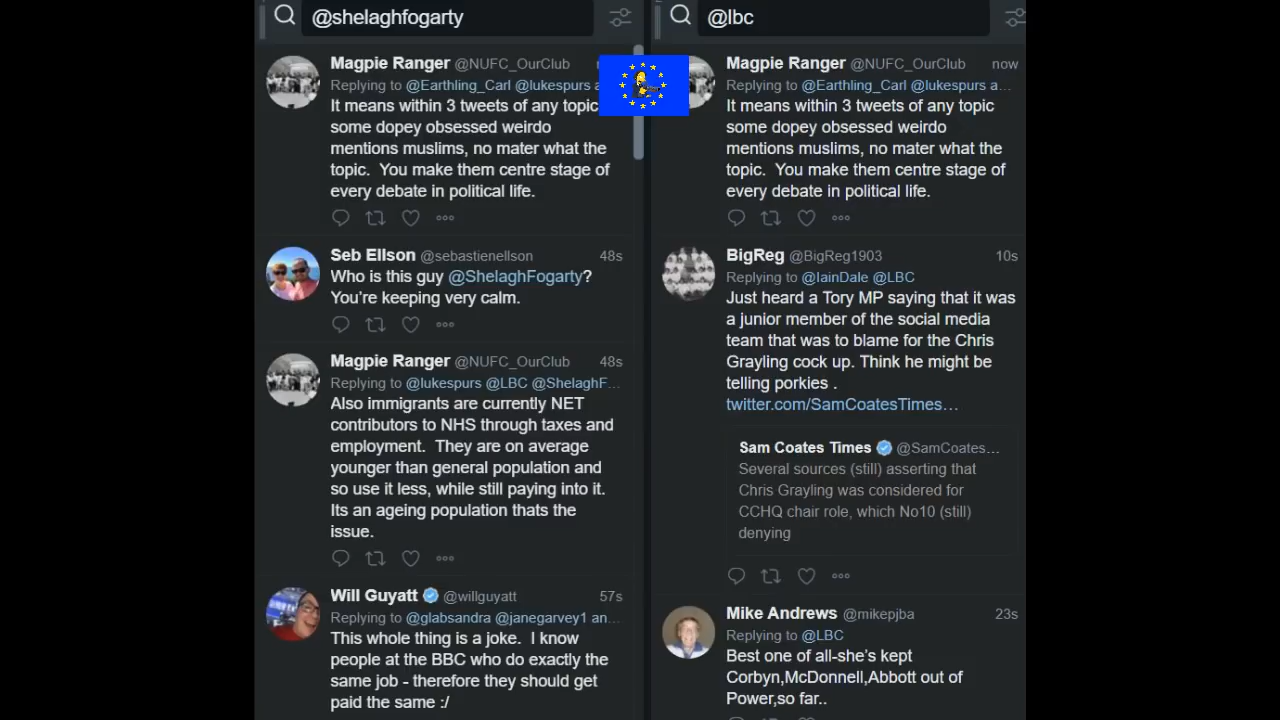 @shelaghfogarty
Magpie Ranger @NUFC_OurClub
Replying to @Earthling_Carl @lukespurs
It means within 3 tweets of any topic
some dopey obsessed weirdo
mentions muslims, no mater what the
topic. You make them centre stage of
every debate in political life.
Seb Ellson @sebastienellson 48s
Who is this guy @ShelaghFogarty?
You're keeping very calm.
Magpie Ranger @NUFC_OurClub 48s
Replying to @lukespurs @LBC @ShelaghF...
Also immigrants are currently NET
contributors to NHS through taxes and
employment. They are on average
younger than general population and
so use it less, while still paying into it.
Its an ageing population thats the
issue.
Will Guyatt @willguyatt 57s
Replying to @glabsandra @janegarvey1 an...
This whole thing is a joke. I know
people at the BBC who do exactly the
same job - therefore they should get
paid the same :/
@lbc
Magpie Ranger @NUFC_OurClub now
Replying to @Earthling_Carl @lukespurs a...
It means within 3 tweets of any topic
some dopey obsessed weirdo
mentions muslims, no mater what the
topic. You make them centre stage of
every debate in political life.
BigReg @BigReg1903 10s
Replying to @IainDale @LBC
Just heard a Tory MP saying that it was
a junior member of the social media
team that was to blame for the Chris
Grayling cock up. Think he might be
telling porkies .
twitter.com/SamCoatesTimes...
Sam Coates Times @SamCoates...
Several sources (still) asserting that
Chris Grayling was considered for
CCHQ chair role, which No10 (still)
denying
Mike Andrews @mikepjba 23s
Replying to @LBC
Best one of all-she's kept
Corbyn,McDonnell,Abbott out of
Power,so far..